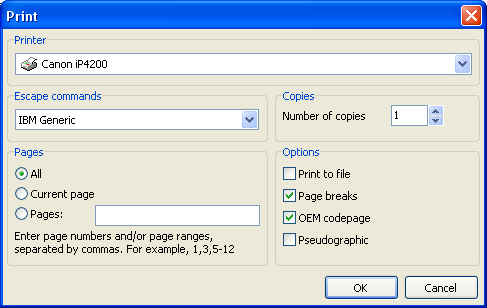 Print
Printer
Canon iP4200
Escape commands
IBM Generic
Copies
Number of copies 1
Pages
All
Current page
Pages:
Enter page numbers and/or page ranges,
separated by commas. For example, 1,3,5-12
Options
Print to file
Page breaks
OEM codepage
Pseudographic
OK Cancel